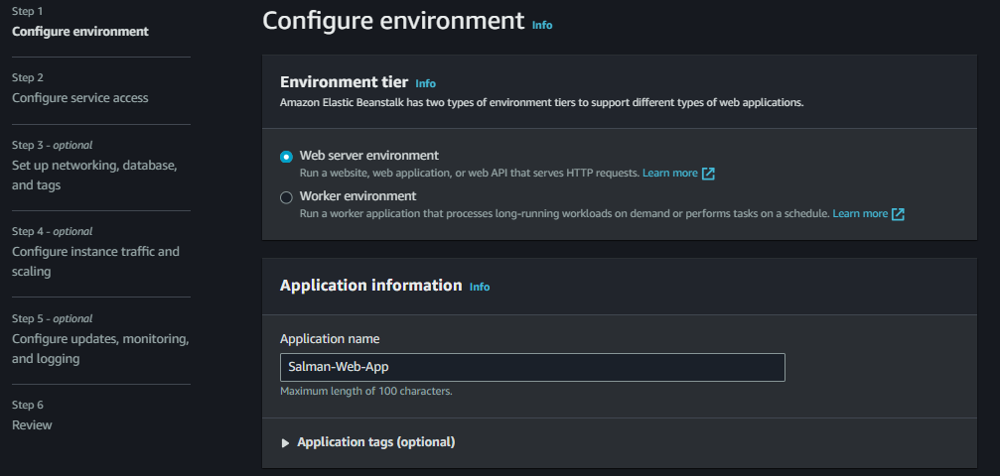 Step 1
Configure environment
Step 2
Configure service access
Step 3 - optional
Set up networking, database,
and tags
Step 4 - optional
Configure instance traffic and
scaling
Step 5 - optional
Configure updates, monitoring,
and logging
Step 6
Review
Configure environment Info
Environment tier Info
Amazon Elastic Beanstalk has two types of environment tiers to support different types of web applications.
Web server environment
Run a website, web application, or web API that serves HTTP requests. Learn more
Worker environment
Run a worker application that processes long-running workloads on demand or performs tasks on a schedule. Learn more
Application information Info
Application name
Salman-Web-App
Maximum length of 100 characters.
Application tags (optional)